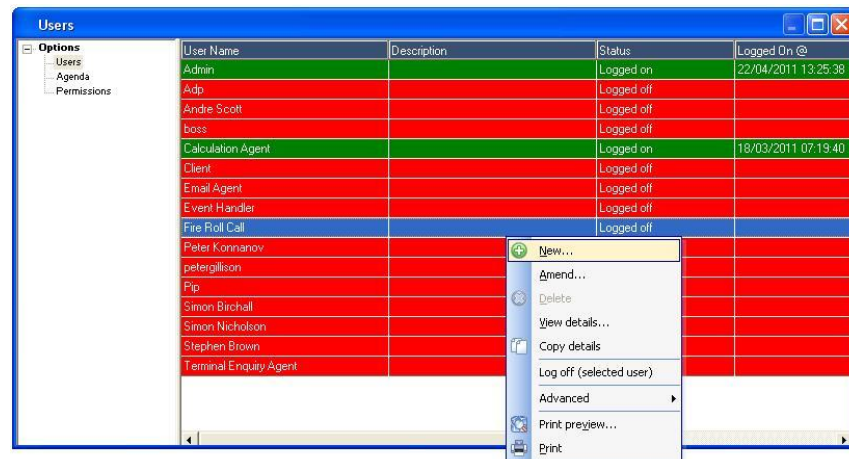 Users
Options
Users
Agenda
Permissions
User Name Description Status Logged On @
Admin Logged on 22/04/2011 13:25:38
Adp Logged off
Andre Scott Logged off
boss Logged off
Calculation Agent Logged on 18/03/2011 07:19:40
Client Logged off
Email Agent Logged off
Event Handler Logged off
Fire Roll Call Logged off
Peter Konnanov
petergillison
Pip
Simon Birchall
Simon Nicholson
Stephen Brown
Terminal Enquiry Agent
New...
Amend...
Delete
View details...
Copy details
Log off (selected user)
Advanced
Print preview...
Print